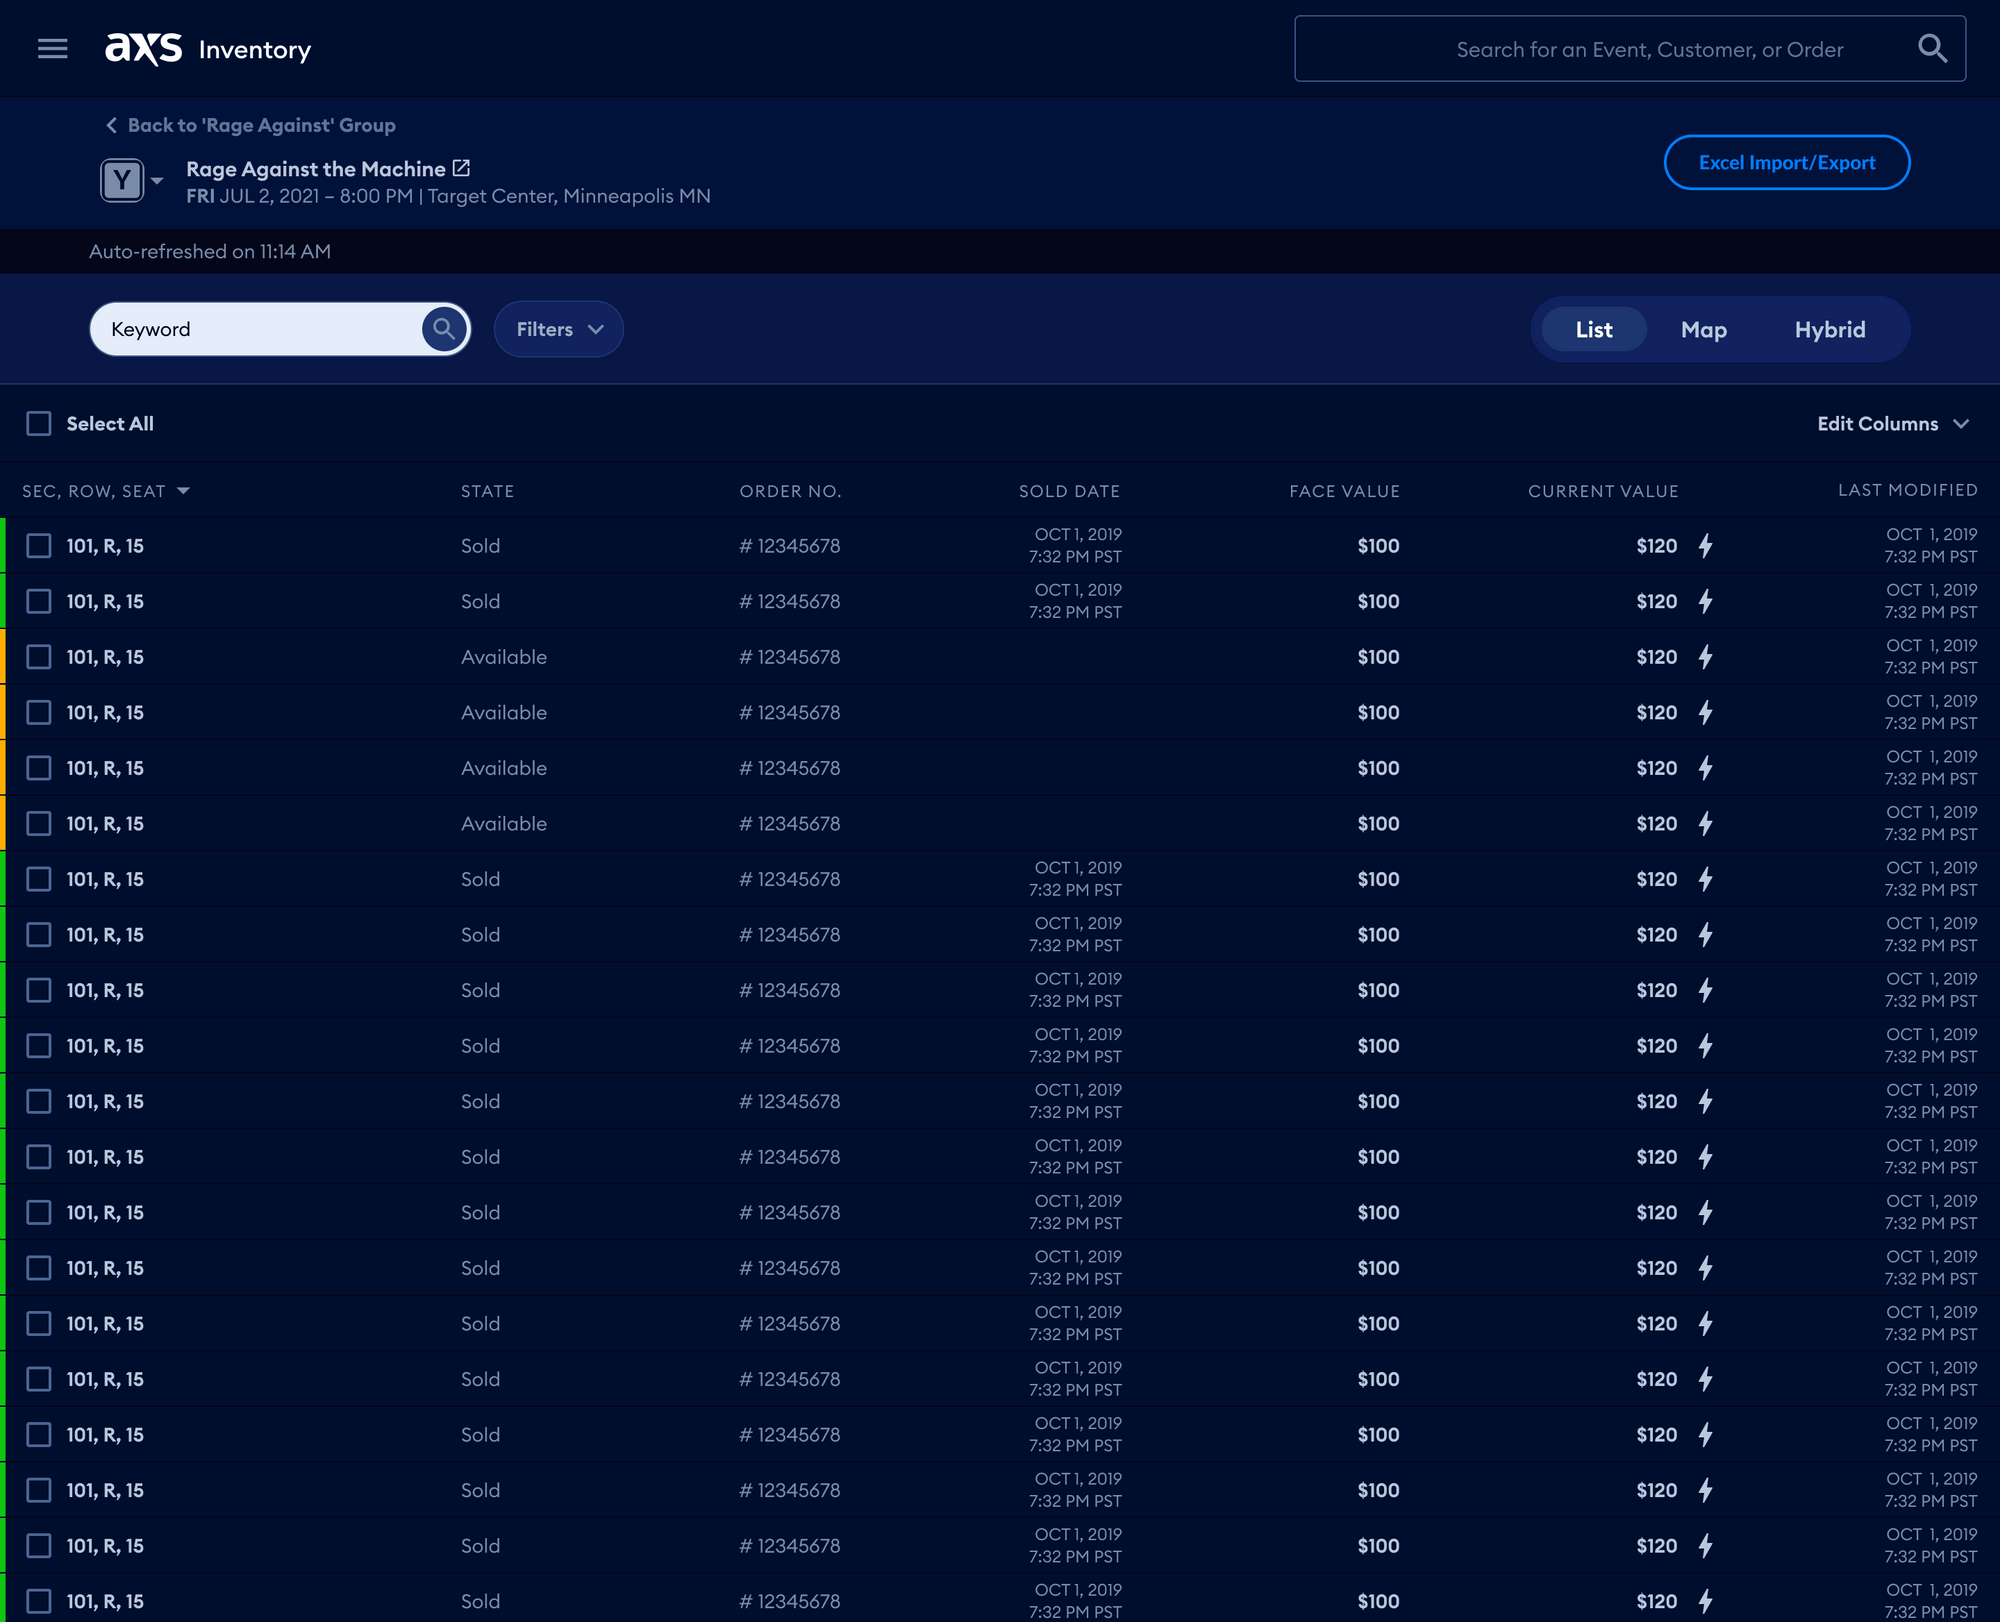 axs Inventory
Search for an Event, Customer, or Order
Back to 'Rage Against' Group
Y
Rage Against the Machine
FRI JUL 2, 2021 – 8:00 PM | Target Center, Minneapolis MN
Excel Import/Export
Auto-refreshed on 11:14 AM
Keyword
Filters
List Map Hybrid
Select All
Edit Columns
SEC, ROW, SEAT STATE ORDER NO. SOLD DATE FACE VALUE CURRENT VALUE LAST MODIFIED
101, R, 15 Sold # 12345678 OCT 1, 2019 7:32 PM PST $100 $120 OCT 1, 2019 7:32 PM PST
101, R, 15 Sold # 12345678 OCT 1, 2019 7:32 PM PST $100 $120 OCT 1, 2019 7:32 PM PST
101, R, 15 Available # 12345678 $100 $120 OCT 1, 2019 7:32 PM PST
101, R, 15 Available # 12345678 $100 $120 OCT 1, 2019 7:32 PM PST
101, R, 15 Available # 12345678 $100 $120 OCT 1, 2019 7:32 PM PST
101, R, 15 Available # 12345678 $100 $120 OCT 1, 2019 7:32 PM PST
101, R, 15 Sold # 12345678 OCT 1, 2019 7:32 PM PST $100 $120 OCT 1, 2019 7:32 PM PST
101, R, 15 Sold # 12345678 OCT 1, 2019 7:32 PM PST $100 $120 OCT 1, 2019 7:32 PM PST
101, R, 15 Sold # 12345678 OCT 1, 2019 7:32 PM PST $100 $120 OCT 1, 2019 7:32 PM PST
101, R, 15 Sold # 12345678 OCT 1, 2019 7:32 PM PST $100 $120 OCT 1, 2019 7:32 PM PST
101, R, 15 Sold # 12345678 OCT 1, 2019 7:32 PM PST $100 $120 OCT 1, 2019 7:32 PM PST
101, R, 15 Sold # 12345678 OCT 1, 2019 7:32 PM PST $100 $120 OCT 1, 2019 7:32 PM PST
101, R, 15 Sold # 12345678 OCT 1, 2019 7:32 PM PST $100 $120 OCT 1, 2019 7:32 PM PST
101, R, 15 Sold # 12345678 OCT 1, 2019 7:32 PM PST $100 $120 OCT 1, 2019 7:32 PM PST
101, R, 15 Sold # 12345678 OCT 1, 2019 7:32 PM PST $100 $120 OCT 1, 2019 7:32 PM PST
101, R, 15 Sold # 12345678 OCT 1, 2019 7:32 PM PST $100 $120 OCT 1, 2019 7:32 PM PST
101, R, 15 Sold # 12345678 OCT 1, 2019 7:32 PM PST $100 $120 OCT 1, 2019 7:32 PM PST
101, R, 15 Sold # 12345678 OCT 1, 2019 7:32 PM PST $100 $120 OCT 1, 2019 7:32 PM PST
101, R, 15 Sold # 12345678 OCT 1, 2019 7:32 PM PST $100 $120 OCT 1, 2019 7:32 PM PST
101, R, 15 Sold # 12345678 OCT 1, 2019 7:32 PM PST $100 $120 OCT 1, 2019 7:32 PM PST